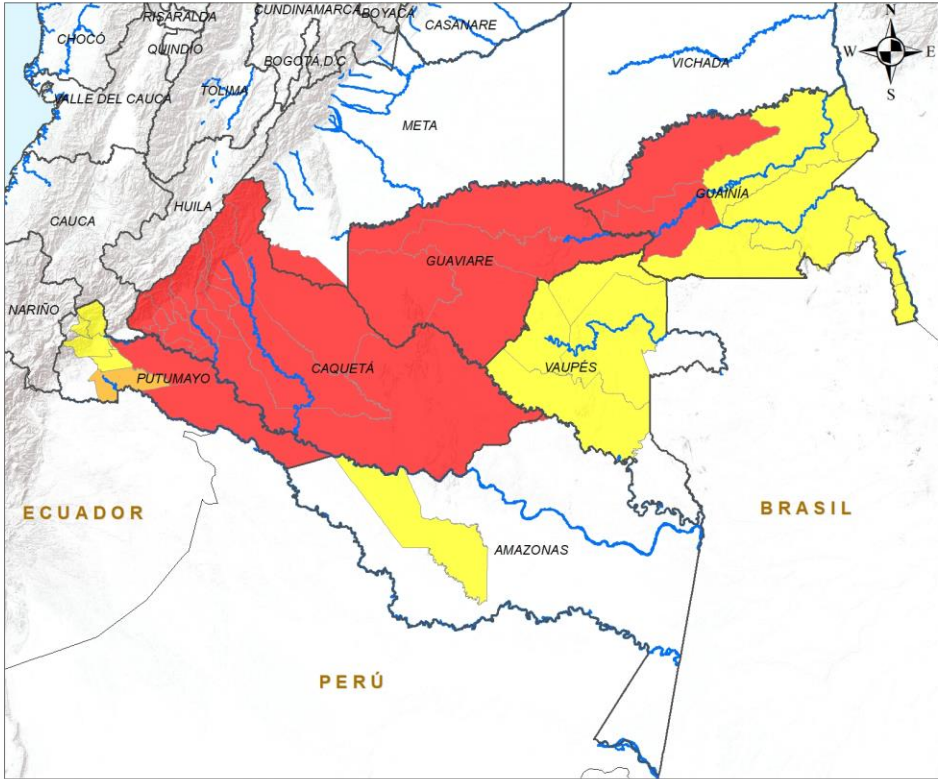 CUNDINAMARCA
BOYACÁ
RISARALDA
CASANARE
N
CHOCÓ
QUINDIO
W
E
BOGOTÁ,D.C
VICHADA
TOLIMA
S
VALLE DEL CAUCA
META
GUAINÍA
HUILA
CAUCA
GUAVIARE
NARIÑO
CAQUETÁ
VAUPÉS
PUTUMAYO
ECUADOR
BRASIL
AMAZONAS
PERÚ